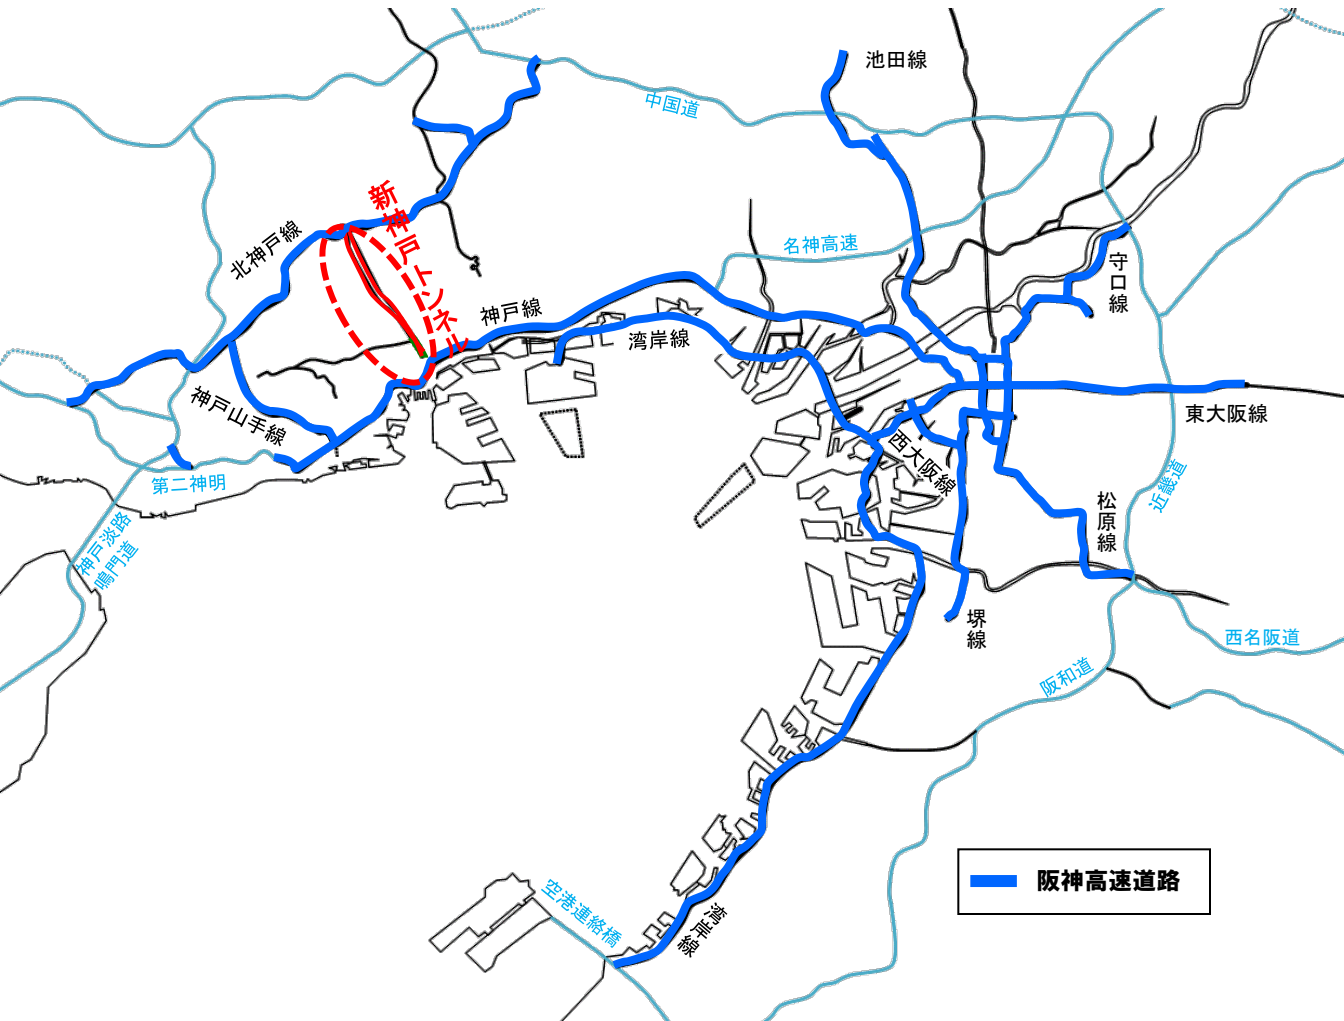 池田線
中国道
新神戸トンネル
北神戸線
名神高速
守口線
神戸線
湾岸線
神戸山手線
東大阪線
西大阪線
第二神明
近畿道
松原線
神戸淡路
鳴門道
堺線
西名阪道
阪和道
阪神高速道路
空港連絡橋
湾岸線